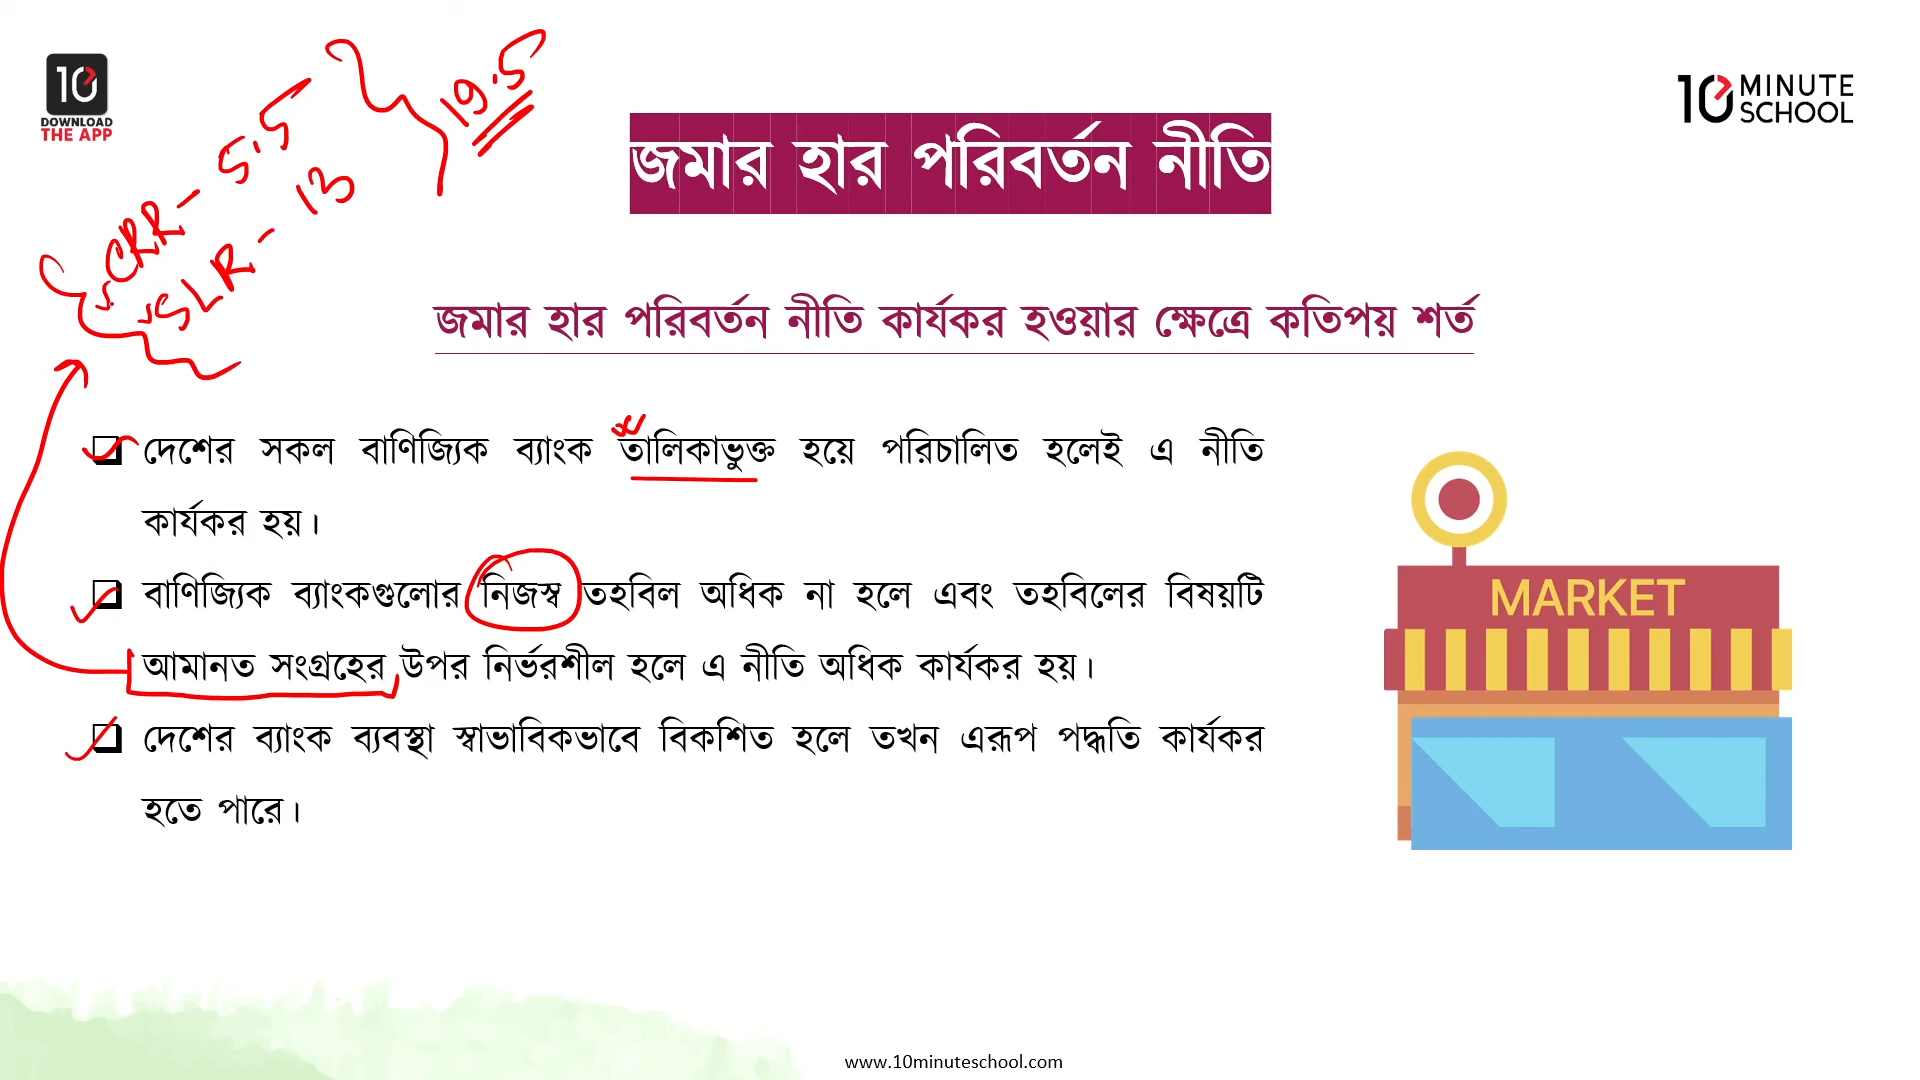 10
DOWNLOAD
THE APP
CRR - 5.5
SLR - 13
19.5
10 MINUTE
SCHOOL
জমার হার পরিবর্তন নীতি
জমার হার পরিবর্তন নীতি কার্যকর হওয়ার ক্ষেত্রে কতিপয় শর্ত
দেশের সকল বাণিজ্যিক ব্যাংক তালিকাভুক্ত হয়ে পরিচালিত হলেই এ নীতি
কার্যকর হয়।
বাণিজ্যিক ব্যাংকগুলোর নিজস্ব তহবিল অধিক না হলে এবং তহবিলের বিষয়টি
আমানত সংগ্রহের উপর নির্ভরশীল হলে এ নীতি অধিক কার্যকর হয়।
দেশের ব্যাংক ব্যবস্থা স্বাভাবিকভাবে বিকশিত হলে তখন এরূপ পদ্ধতি কার্যকর
হতে পারে।
MARKET
www.10minuteschool.com